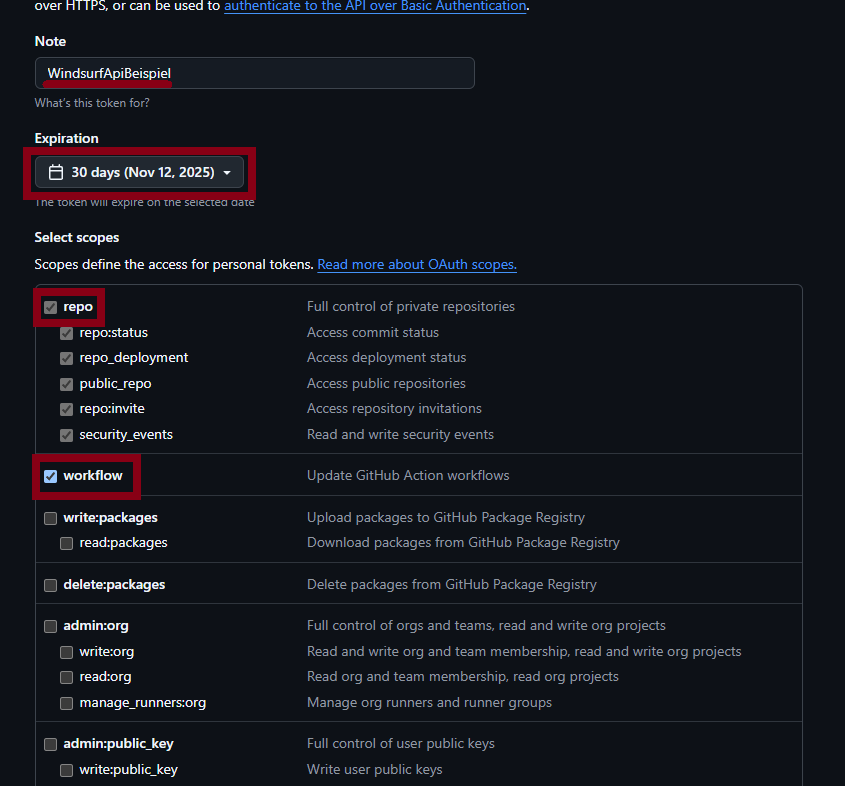 over HTTPS, or can be used to authenticate to the API over Basic Authentication.
Note
WindsurfApiBeispiel
What's this token for?
Expiration
30 days (Nov 12, 2025)
The token will expire on the selected date
Select scopes
Scopes define the access for personal tokens. Read more about OAuth scopes.
repo Full control of private repositories
repo:status Access commit status
repo_deployment Access deployment status
public_repo Access public repositories
repo:invite Access repository invitations
security_events Read and write security events
workflow Update GitHub Action workflows
write:packages Upload packages to GitHub Package Registry
read:packages Download packages from GitHub Package Registry
delete:packages Delete packages from GitHub Package Registry
admin:org Full control of orgs and teams, read and write org projects
write:org Read and write org and team membership, read and write org projects
read:org Read org and team membership, read org projects
manage_runners:org Manage org runners and runner groups
admin:public_key Full control of user public keys
write:public_key Write user public keys